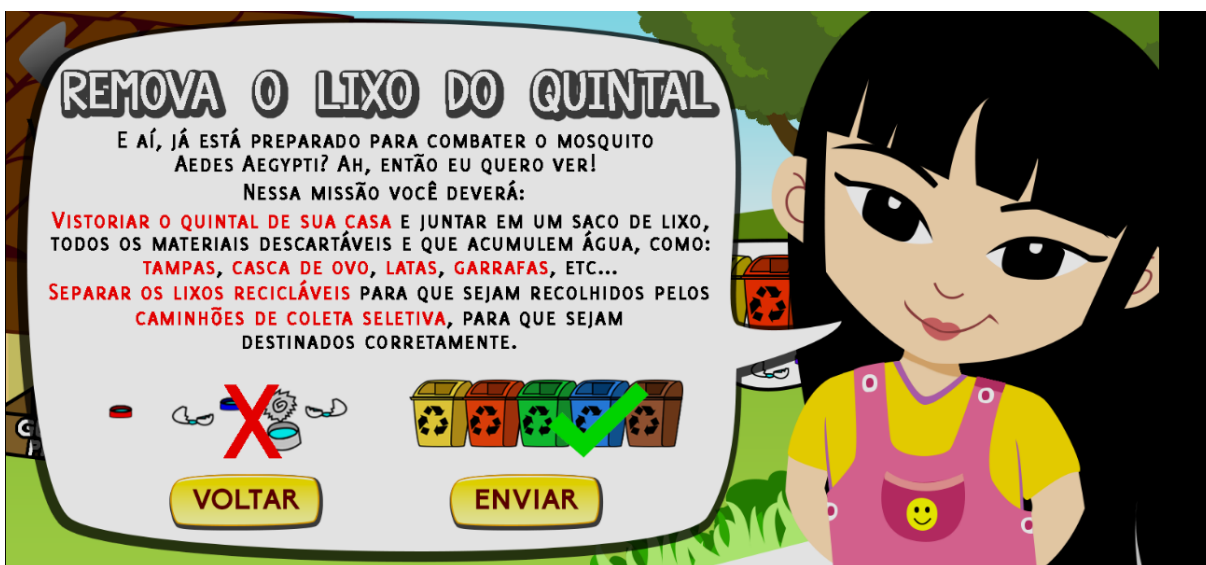 REMOVA O LIXO DO QUINTAL
E AÍ, JÁ ESTÁ PREPARADO PARA COMBATER O MOSQUITO
AEDES AEGYPTI? AH, ENTÃO EU QUERO VER!
NESSA MISSÃO VOCÊ DEVERÁ:
VISTORIAR O QUINTAL DE SUA CASA E JUNTAR EM UM SACO DE LIXO,
TODOS OS MATERIAIS DESCARTÁVEIS E QUE ACUMULEM ÁGUA, COMO:
TAMPAS, CASCA DE OVO, LATAS, GARRAFAS, ETC...
SEPARAR OS LIXOS RECICLÁVEIS PARA QUE SEJAM RECOLHIDOS PELOS
CAMINHÕES DE COLETA SELETIVA, PARA QUE SEJAM
DESTINADOS CORRETAMENTE.
VOLTAR
ENVIAR